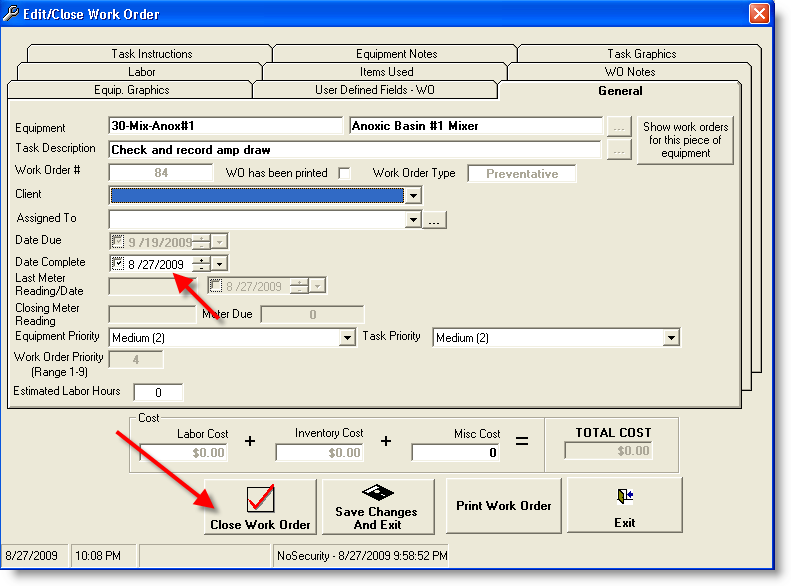 Edit/Close Work Order
Task Instructions Equipment Notes Task Graphics
Labor Items Used WO Notes
Equip. Graphics User Defined Fields - WO General
Equipment 30-Mix-Anox#1 Anoxic Basin #1 Mixer ... Show work orders for this piece of equipment
Task Description Check and record amp draw ...
Work Order # 84 WO has been printed Work Order Type Preventative
Client
Assigned To ...
Date Due 9 /19/2009
Date Complete 8 /27/2009
Last Meter
Reading/Date 8 /27/2009
Closing Meter
Reading Meter Due 0
Equipment Priority Medium (2) Task Priority Medium (2)
Work Order Priority 4
(Range 1-9)
Estimated Labor Hours 0
Cost
Labor Cost Inventory Cost Misc Cost TOTAL COST
$0.00 + $0.00 + 0 = $0.00
Close Work Order Save Changes And Exit Print Work Order Exit
8/27/2009 10:08 PM NoSecurity - 8/27/2009 9:58:52 PM